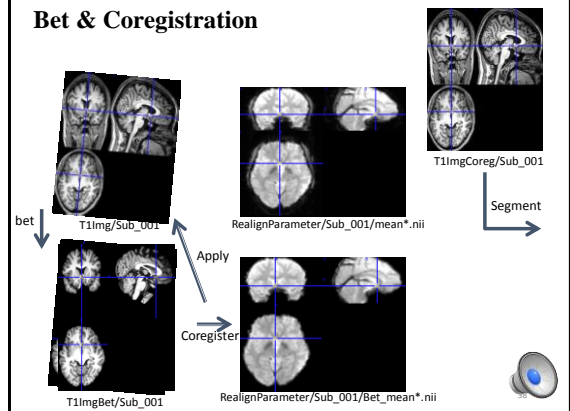 Bet & Coregistration
T1ImgCoreg/Sub_001
Segment
bet
T1Img/Sub_001
RealignParameter/Sub_001/mean*.nii
Apply
Coregister
T1ImgBet/Sub_001
RealignParameter/Sub_001/Bet_mean*.nii
38